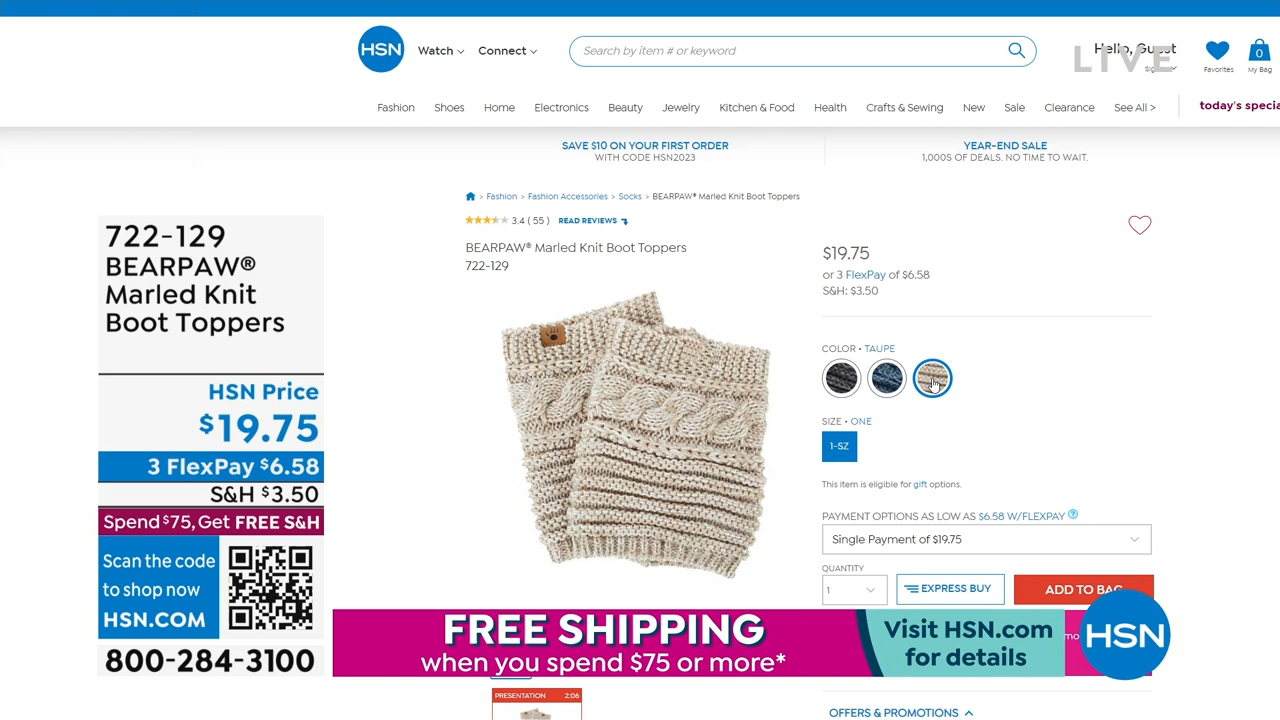 HSN
Watch
Connect
Search by item # or keyword
Hello, Guest
LIVE
Favorites
0
My Bag
Fashion
Shoes
Home
Electronics
Beauty
Jewelry
Kitchen & Food
Health
Crafts & Sewing
New
Sale
Clearance
See All >
today's specia
SAVE $10 ON YOUR FIRST ORDER
WITH CODE HSN2023
YEAR-END SALE
1,000S OF DEALS. NO TIME TO WAIT.
> Fashion > Fashion Accessories > Socks > BEARPAW® Marled Knit Boot Toppers
3.4 ( 55 ) READ REVIEWS
BEARPAW® Marled Knit Boot Toppers
722-129
$19.75
or 3 FlexPay of $6.58
S&H: $3.50
COLOR • TAUPE
SIZE • ONE
1-SZ
This item is eligible for gift options.
PAYMENT OPTIONS AS LOW AS $6.58 W/FLEXPAY ?
Single Payment of $19.75
QUANTITY
1
EXPRESS BUY
ADD TO BAG
722-129
BEARPAW®
Marled Knit
Boot Toppers
HSN Price
$19.75
3 FlexPay $6.58
S&H $3.50
Spend $75, Get FREE S&H
Scan the code
to shop now
HSN.COM
800-284-3100
FREE SHIPPING
when you spend $75 or more*
Visit HSN.com
for details
HSN
PRESENTATION 2:06
OFFERS & PROMOTIONS